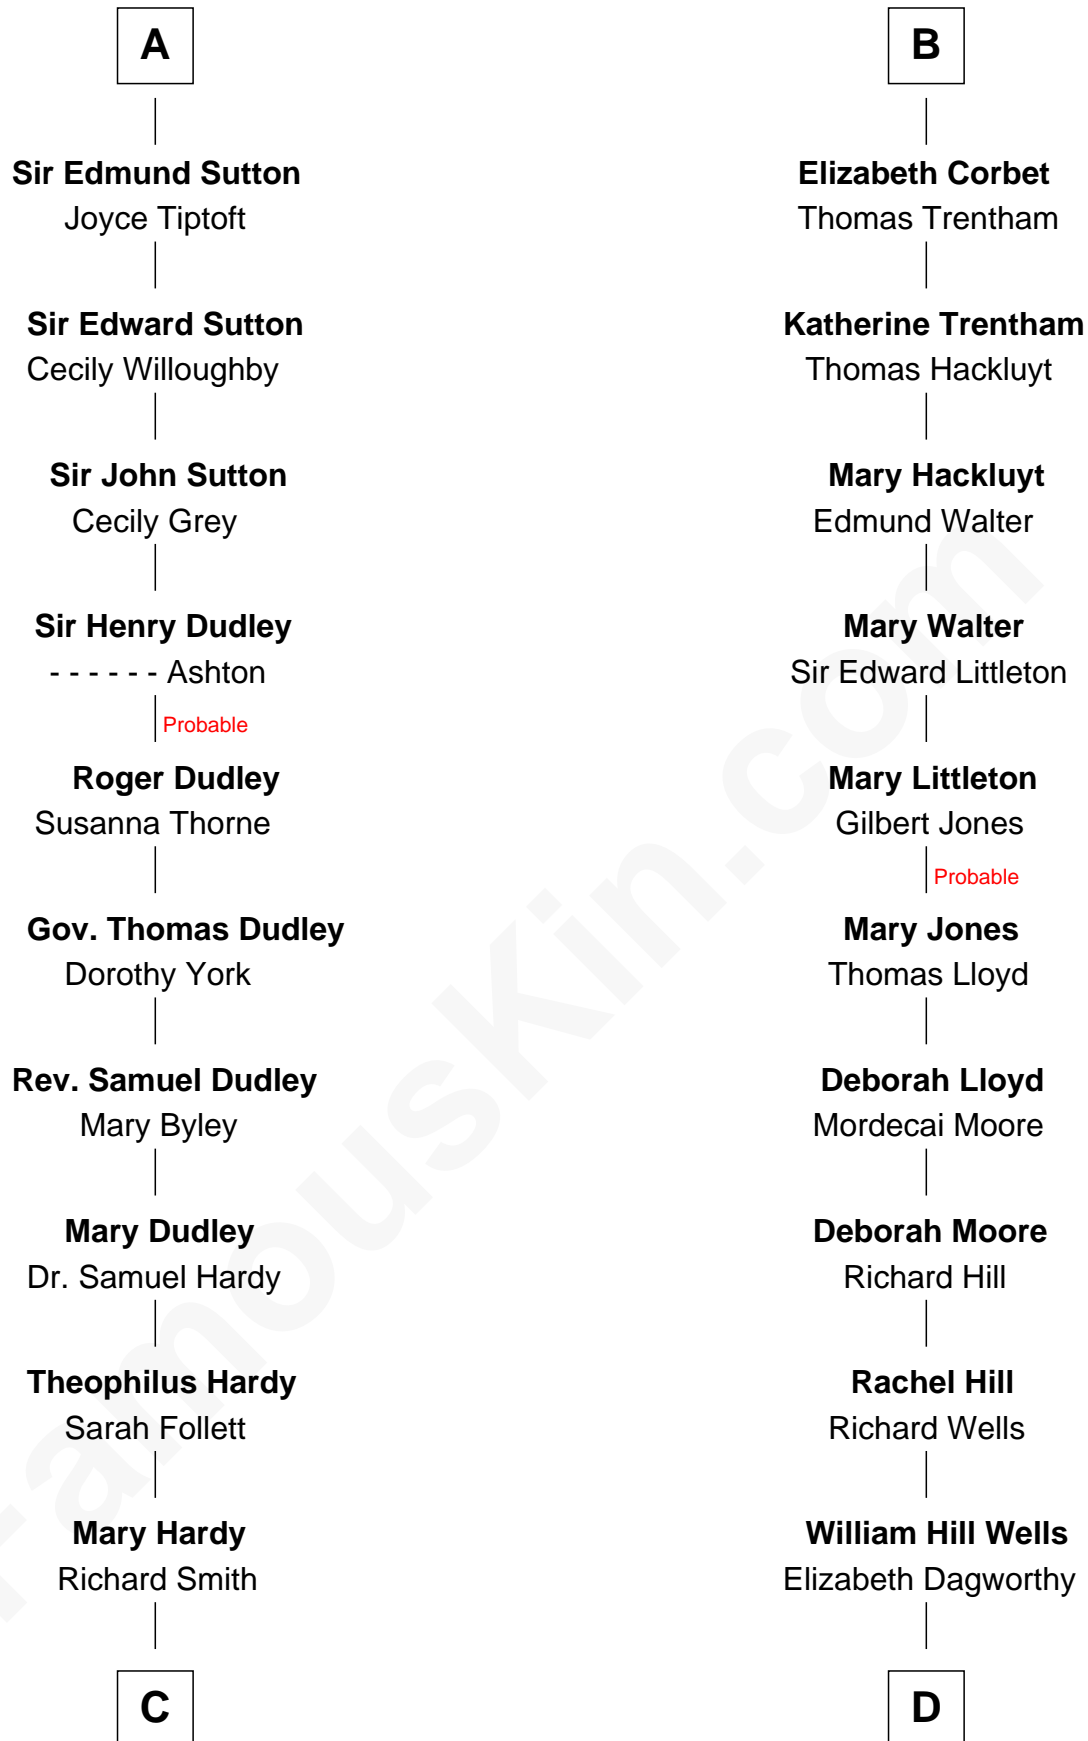 A
Sir Edmund Sutton
Joyce Tiptoft
Sir Edward Sutton
Cecily Willoughby
Sir John Sutton
Cecily Grey
Sir Henry Dudley
- - - - - - Ashton
Probable
Roger Dudley
Susanna Thorne
Gov. Thomas Dudley
Dorothy York
Rev. Samuel Dudley
Mary Byley
Mary Dudley
Dr. Samuel Hardy
Theophilus Hardy
Sarah Follett
Mary Hardy
Richard Smith
C
B
Elizabeth Corbet
Thomas Trentham
Katherine Trentham
Thomas Hackluyt
Mary Hackluyt
Edmund Walter
Mary Walter
Sir Edward Littleton
Mary Littleton
Gilbert Jones
Probable
Mary Jones
Thomas Lloyd
Deborah Lloyd
Mordecai Moore
Deborah Moore
Richard Hill
Rachel Hill
Richard Wells
William Hill Wells
Elizabeth Dagworthy
D
FamousKin.com